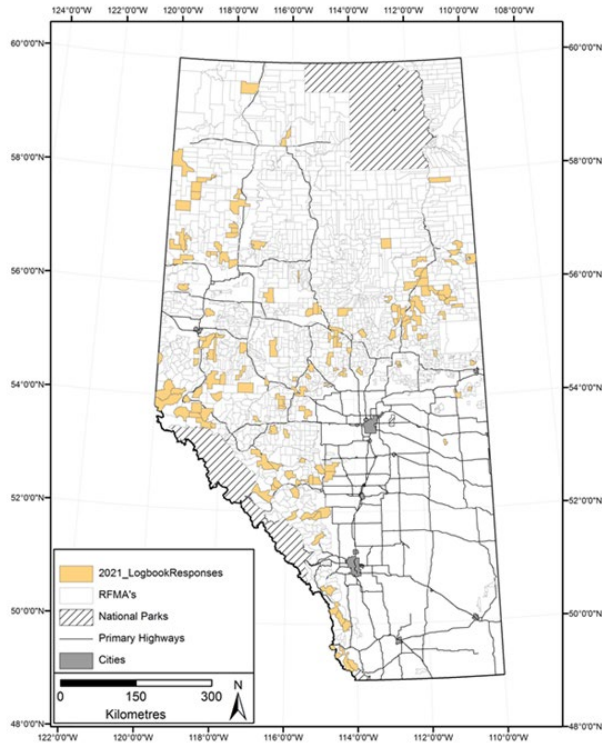 124°0'0"W 122°0'0"W 120°0'0"W 118°0'0"W 116°0'0"W 114°0'0"W 112°0'0"W 110°0'0"W 108°0'0"W
60°0'0"N 60°0'0"N
58°0'0"N 58°0'0"N
56°0'0"N 56°0'0"N
54°0'0"N 54°0'0"N
52°0'0"N 52°0'0"N
2021_LogbookResponses
RFMA's
50°0'0"N 50°0'0"N
National Parks
Primary Highways
Cities
0 150 300
Kilometres
N
48°0'0"N 48°0'0"N
122°0'0"W 120°0'0"W 118°0'0"W 116°0'0"W 114°0'0"W 112°0'0"W 110°0'0"W